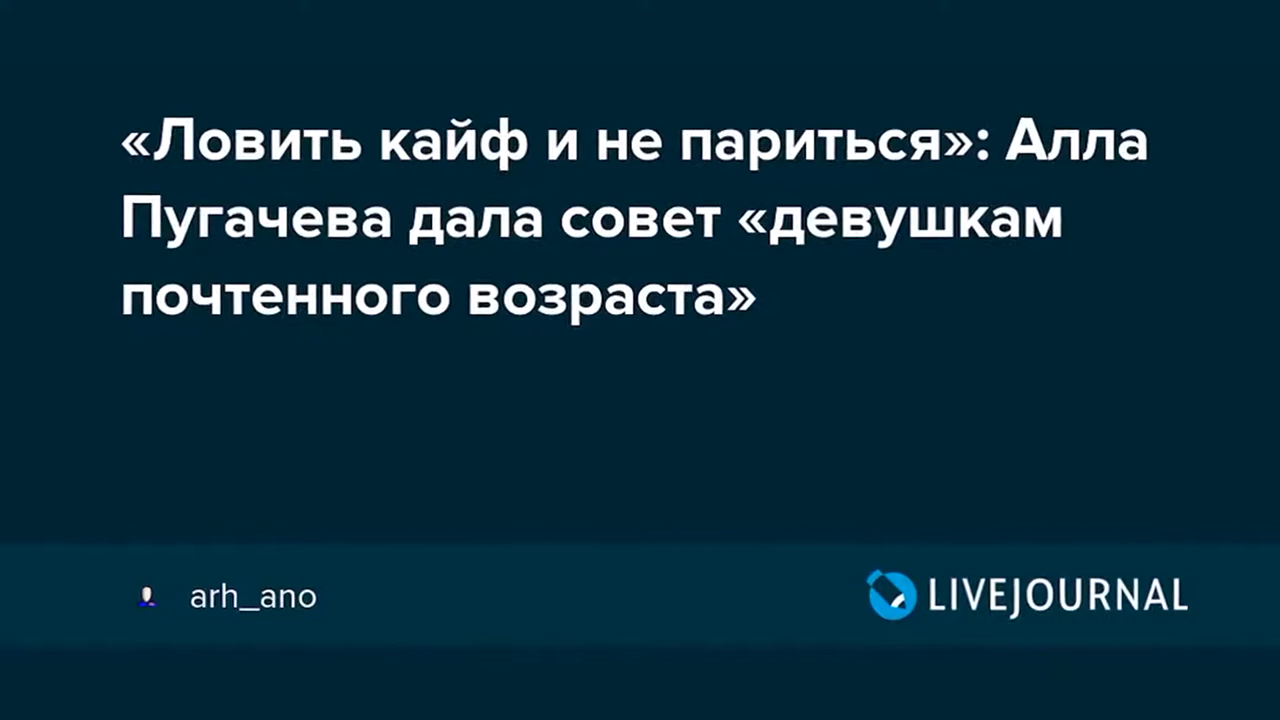 «Ловить кайф и не париться»: Алла
Пугачева дала совет «девушкам
почтенного возраста»
arh_ano
LIVEJOURNAL